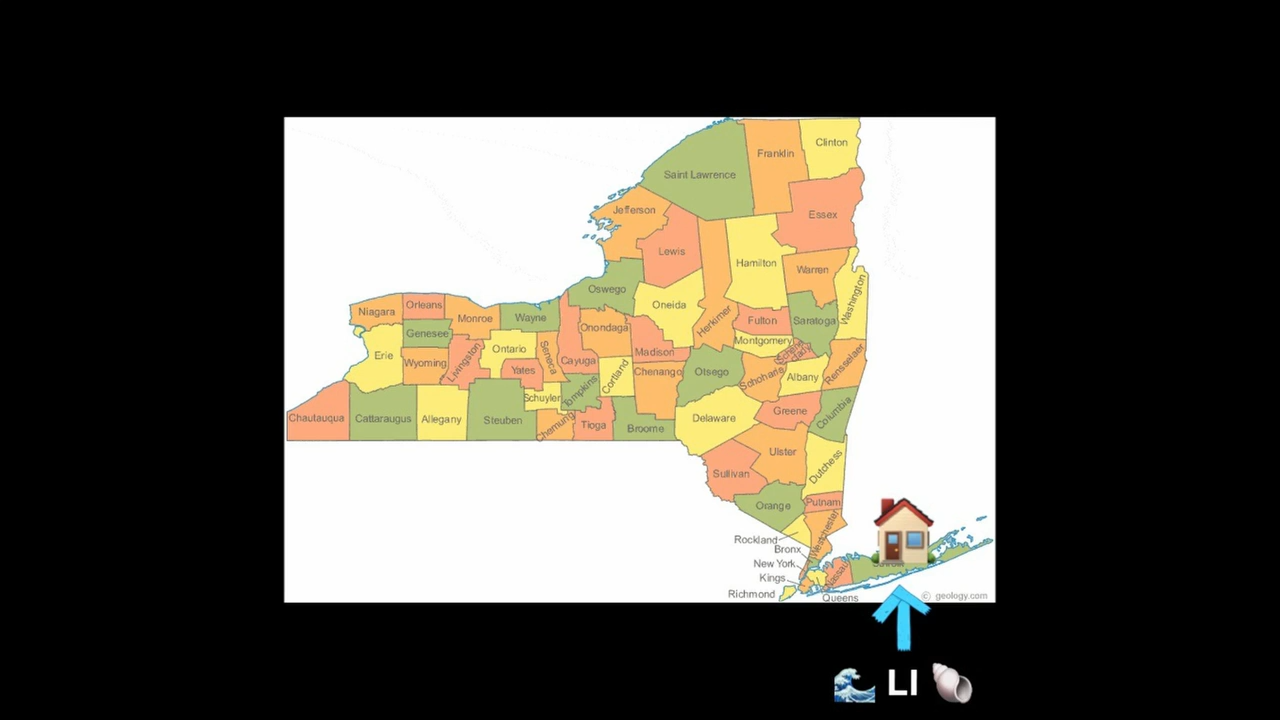 Clinton
Franklin
Saint Lawrence
Jefferson
Essex
Lewis
Hamilton
Warren
Oswego
Washington
Oneida
Herkimer
Niagara
Orleans
Monroe
Wayne
Fulton
Saratoga
Genesee
Onondaga
Montgomery
Madison
Erie
Wyoming
Livingston
Ontario
Seneca
Cayuga
Yates
Cortland
Chenango
Otsego
Schoharie
Albany
Rensselaer
Schuyler
Tompkins
Chautauqua
Cattaraugus
Allegany
Steuben
Chemung
Tioga
Broome
Delaware
Greene
Columbia
Ulster
Dutchess
Sullivan
Orange
Putnam
Westchester
Rockland
Bronx
New York
Kings
Richmond
Queens
Nassau
© geology.com
LI